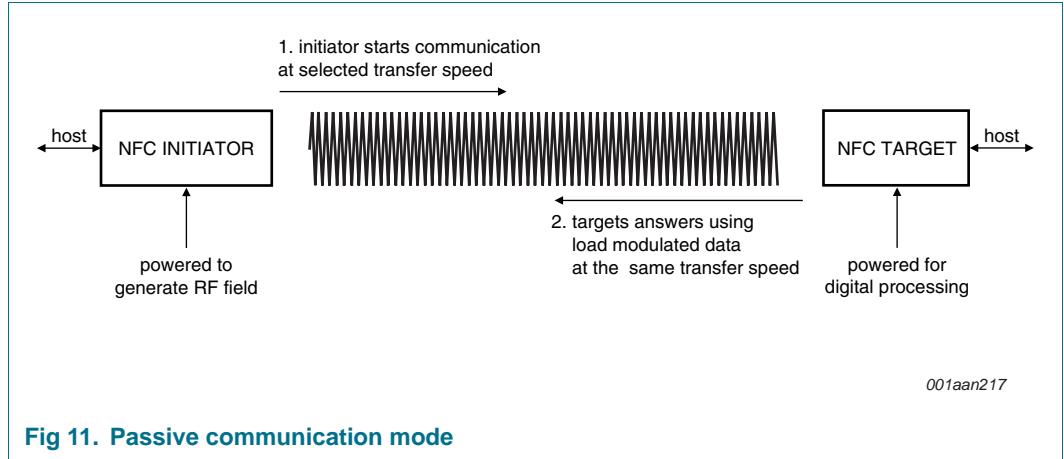 1. initiator starts communication
at selected transfer speed
host
NFC INITIATOR
NFC TARGET
host
2. targets answers using
load modulated data
at the same transfer speed
powered to
generate RF field
powered for
digital processing
001aan217
Fig 11. Passive communication mode